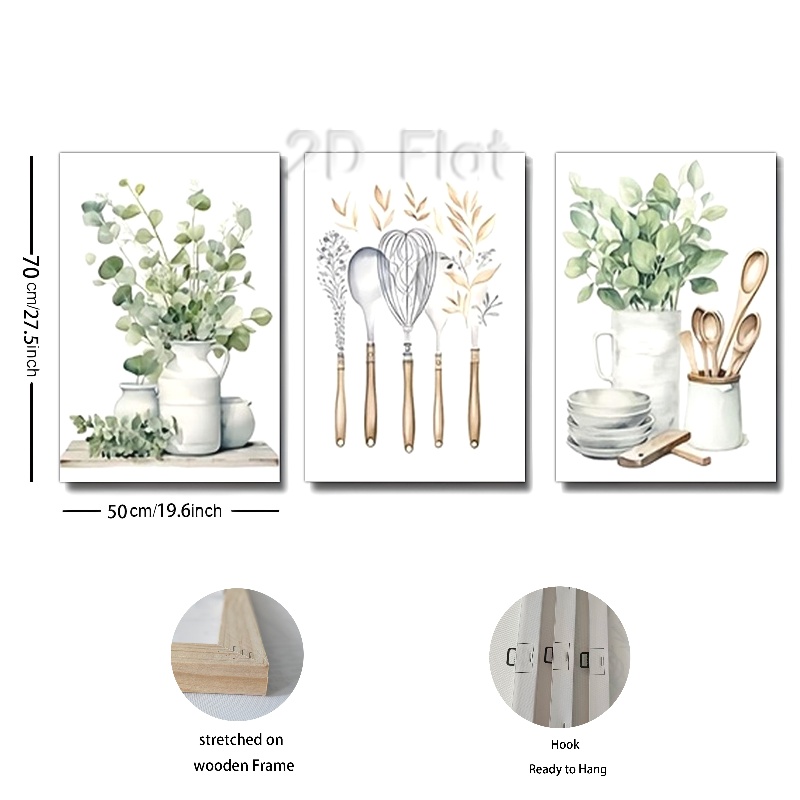 2D Flat
70cm/27.5inch
50cm/19.6inch
stretched on
wooden Frame
Hook
Ready to Hang